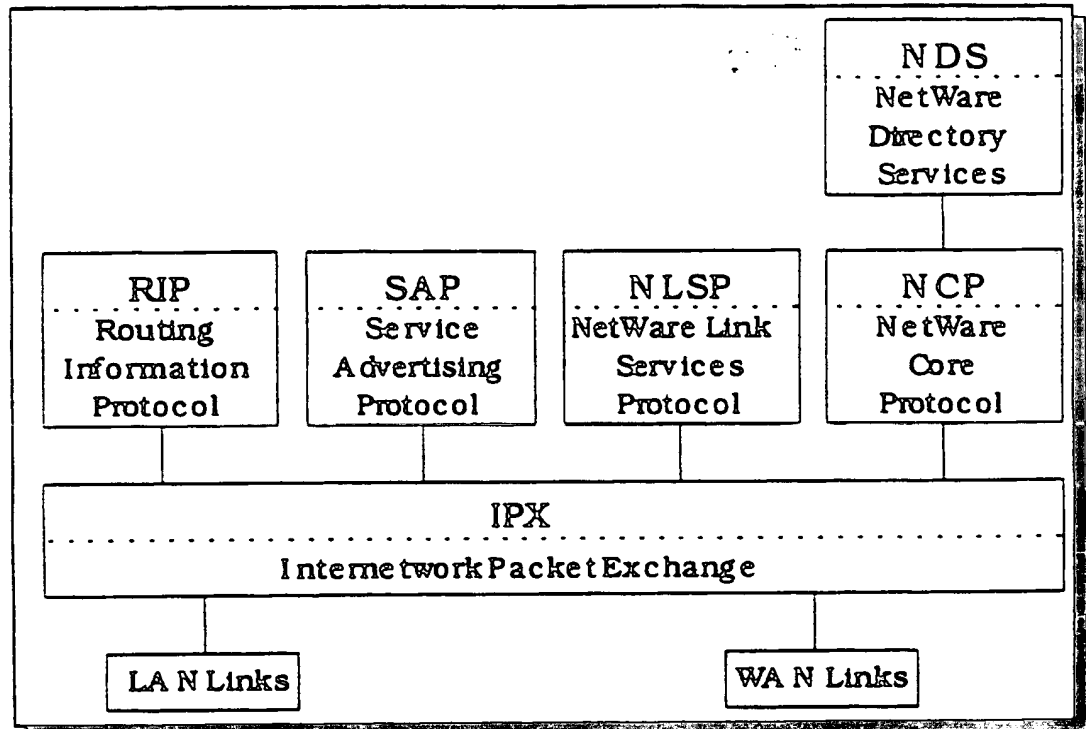 NDS
NetWare
Directory
Services
RIP
Routing
Information
Protocol
SAP
Service
Advertising
Protocol
NLSP
NetWare Link
Services
Protocol
NCP
NetWare
Core
Protocol
IPX
Internetwork Packet Exchange
LAN Links
WAN Links